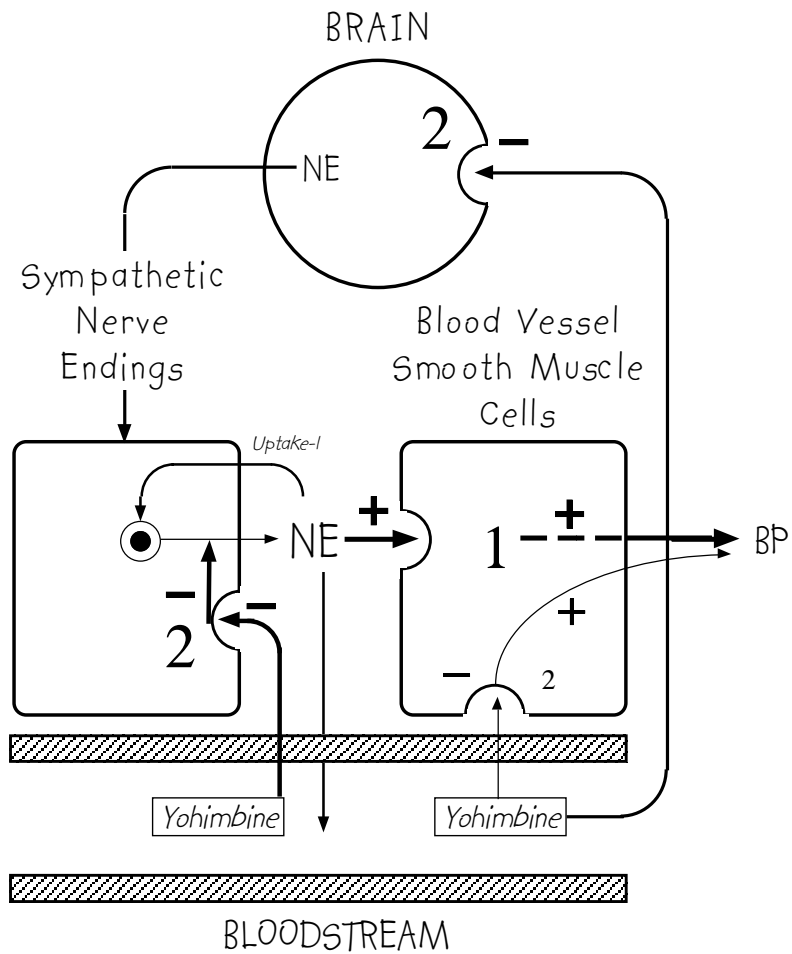 BRAIN
2 −
NE
Sympathetic
Nerve
Endings
Blood Vessel
Smooth Muscle
Cells
Uptake-1
NE
+
1
+
BP
−
2
−
+
−
2
Yohimbine
Yohimbine
BLOODSTREAM